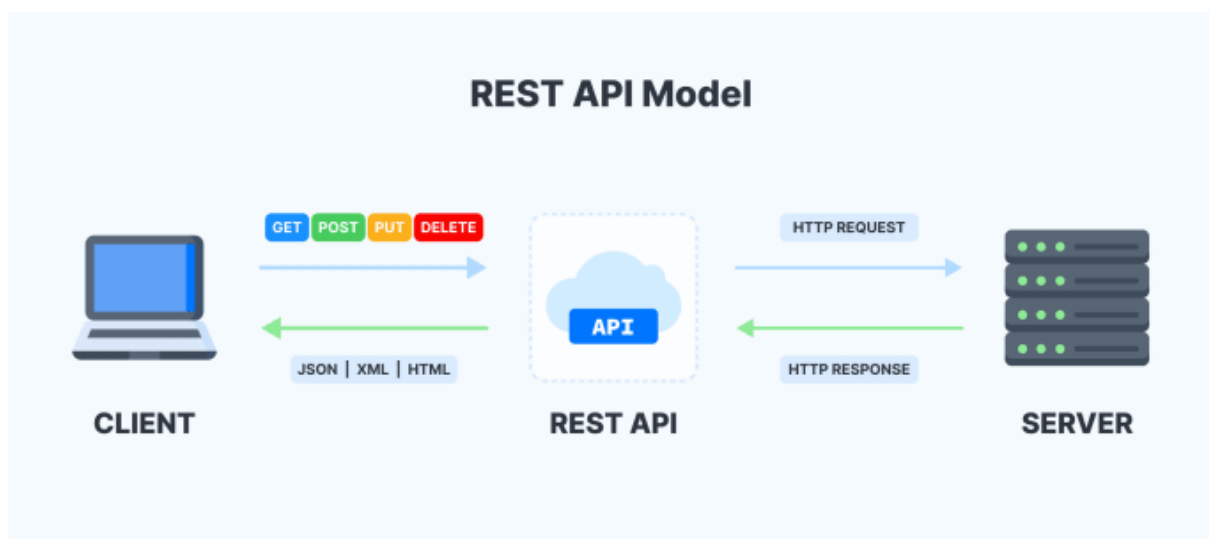 REST API Model
GET POST PUT DELETE
HTTP REQUEST
API
JSON | XML | HTML
HTTP RESPONSE
CLIENT
REST API
SERVER